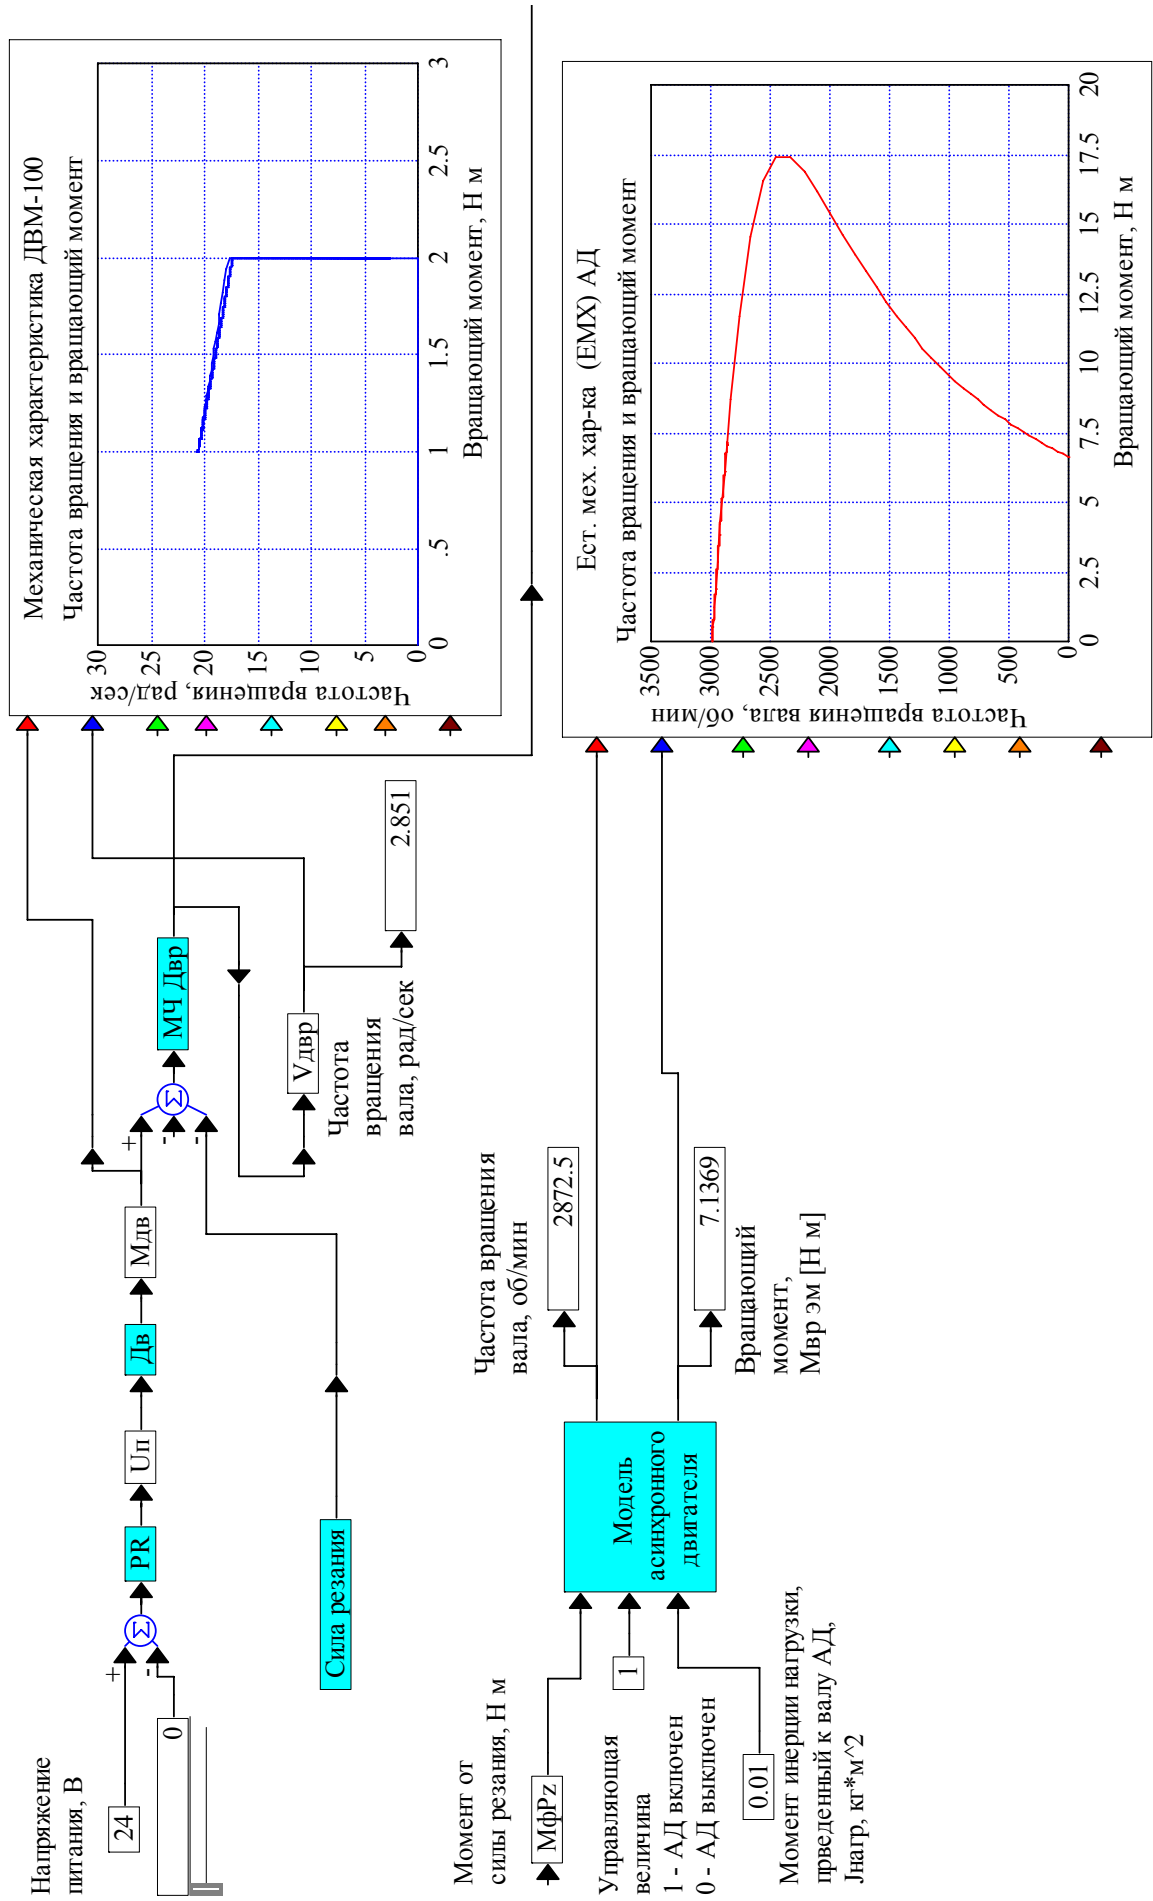 Напряжение
питания, В
24
0
+
-
Σ
PR
Uп
Дв
Мдв
+
-
-
Σ
МЧ Двр
Vдвр
Частота
вращения
вала, рад/сек
2.851
Сила резания
Механическая характеристика ДВМ-100
Частота вращения и вращающий момент
Частота вращения, рад/сек
30
25
20
15
10
5
0
0
.5
1
1.5
2
2.5
3
Вращающий момент, Н м
Момент от
силы резания, Н м
МфPz
Управляющая
величина
1 - АД включен
0 - АД выключен
1
0.01
Момент инерции нагрузки,
прведенный к валу АД,
Jнагр, кг*м^2
Модель
асинхронного
двигателя
Частота вращения
вала, об/мин
2872.5
7.1369
Вращающий
момент,
Мвр эм [Н м]
Ест. мех. хар-ка (ЕМХ) АД
Частота вращения и вращающий момент
Частота вращения вала, об/мин
3500
3000
2500
2000
1500
1000
500
0
0
2.5
5
7.5
10
12.5
15
17.5
20
Вращающий момент, Н м